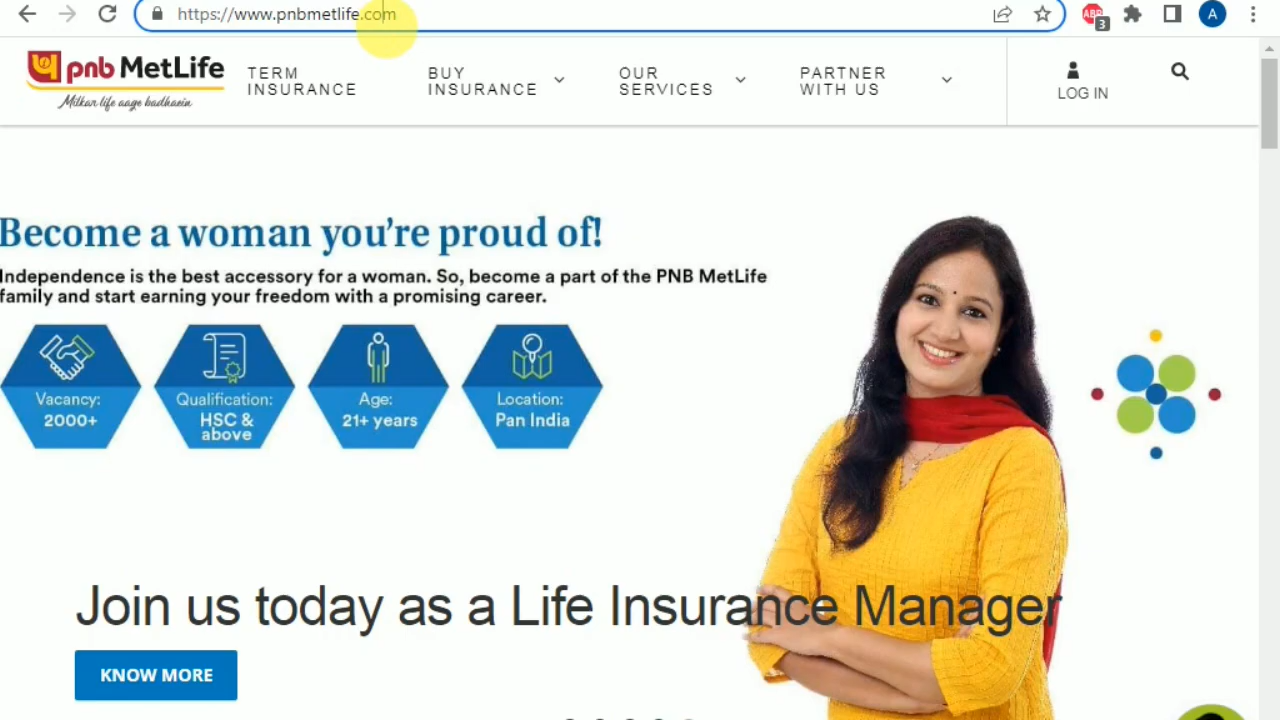 https://www.pnbmetlife.com
ABP
3
A
pnb MetLife
Milkar life aage badhaein
TERM
INSURANCE
BUY
INSURANCE
OUR
SERVICES
PARTNER
WITH US
LOG IN
Become a woman you're proud of!
Independence is the best accessory for a woman. So, become a part of the PNB MetLife
family and start earning your freedom with a promising career.
Vacancy:
2000+
Qualification:
HSC &
above
Age:
21+ years
Location:
Pan India
Join us today as a Life Insurance Manager
KNOW MORE